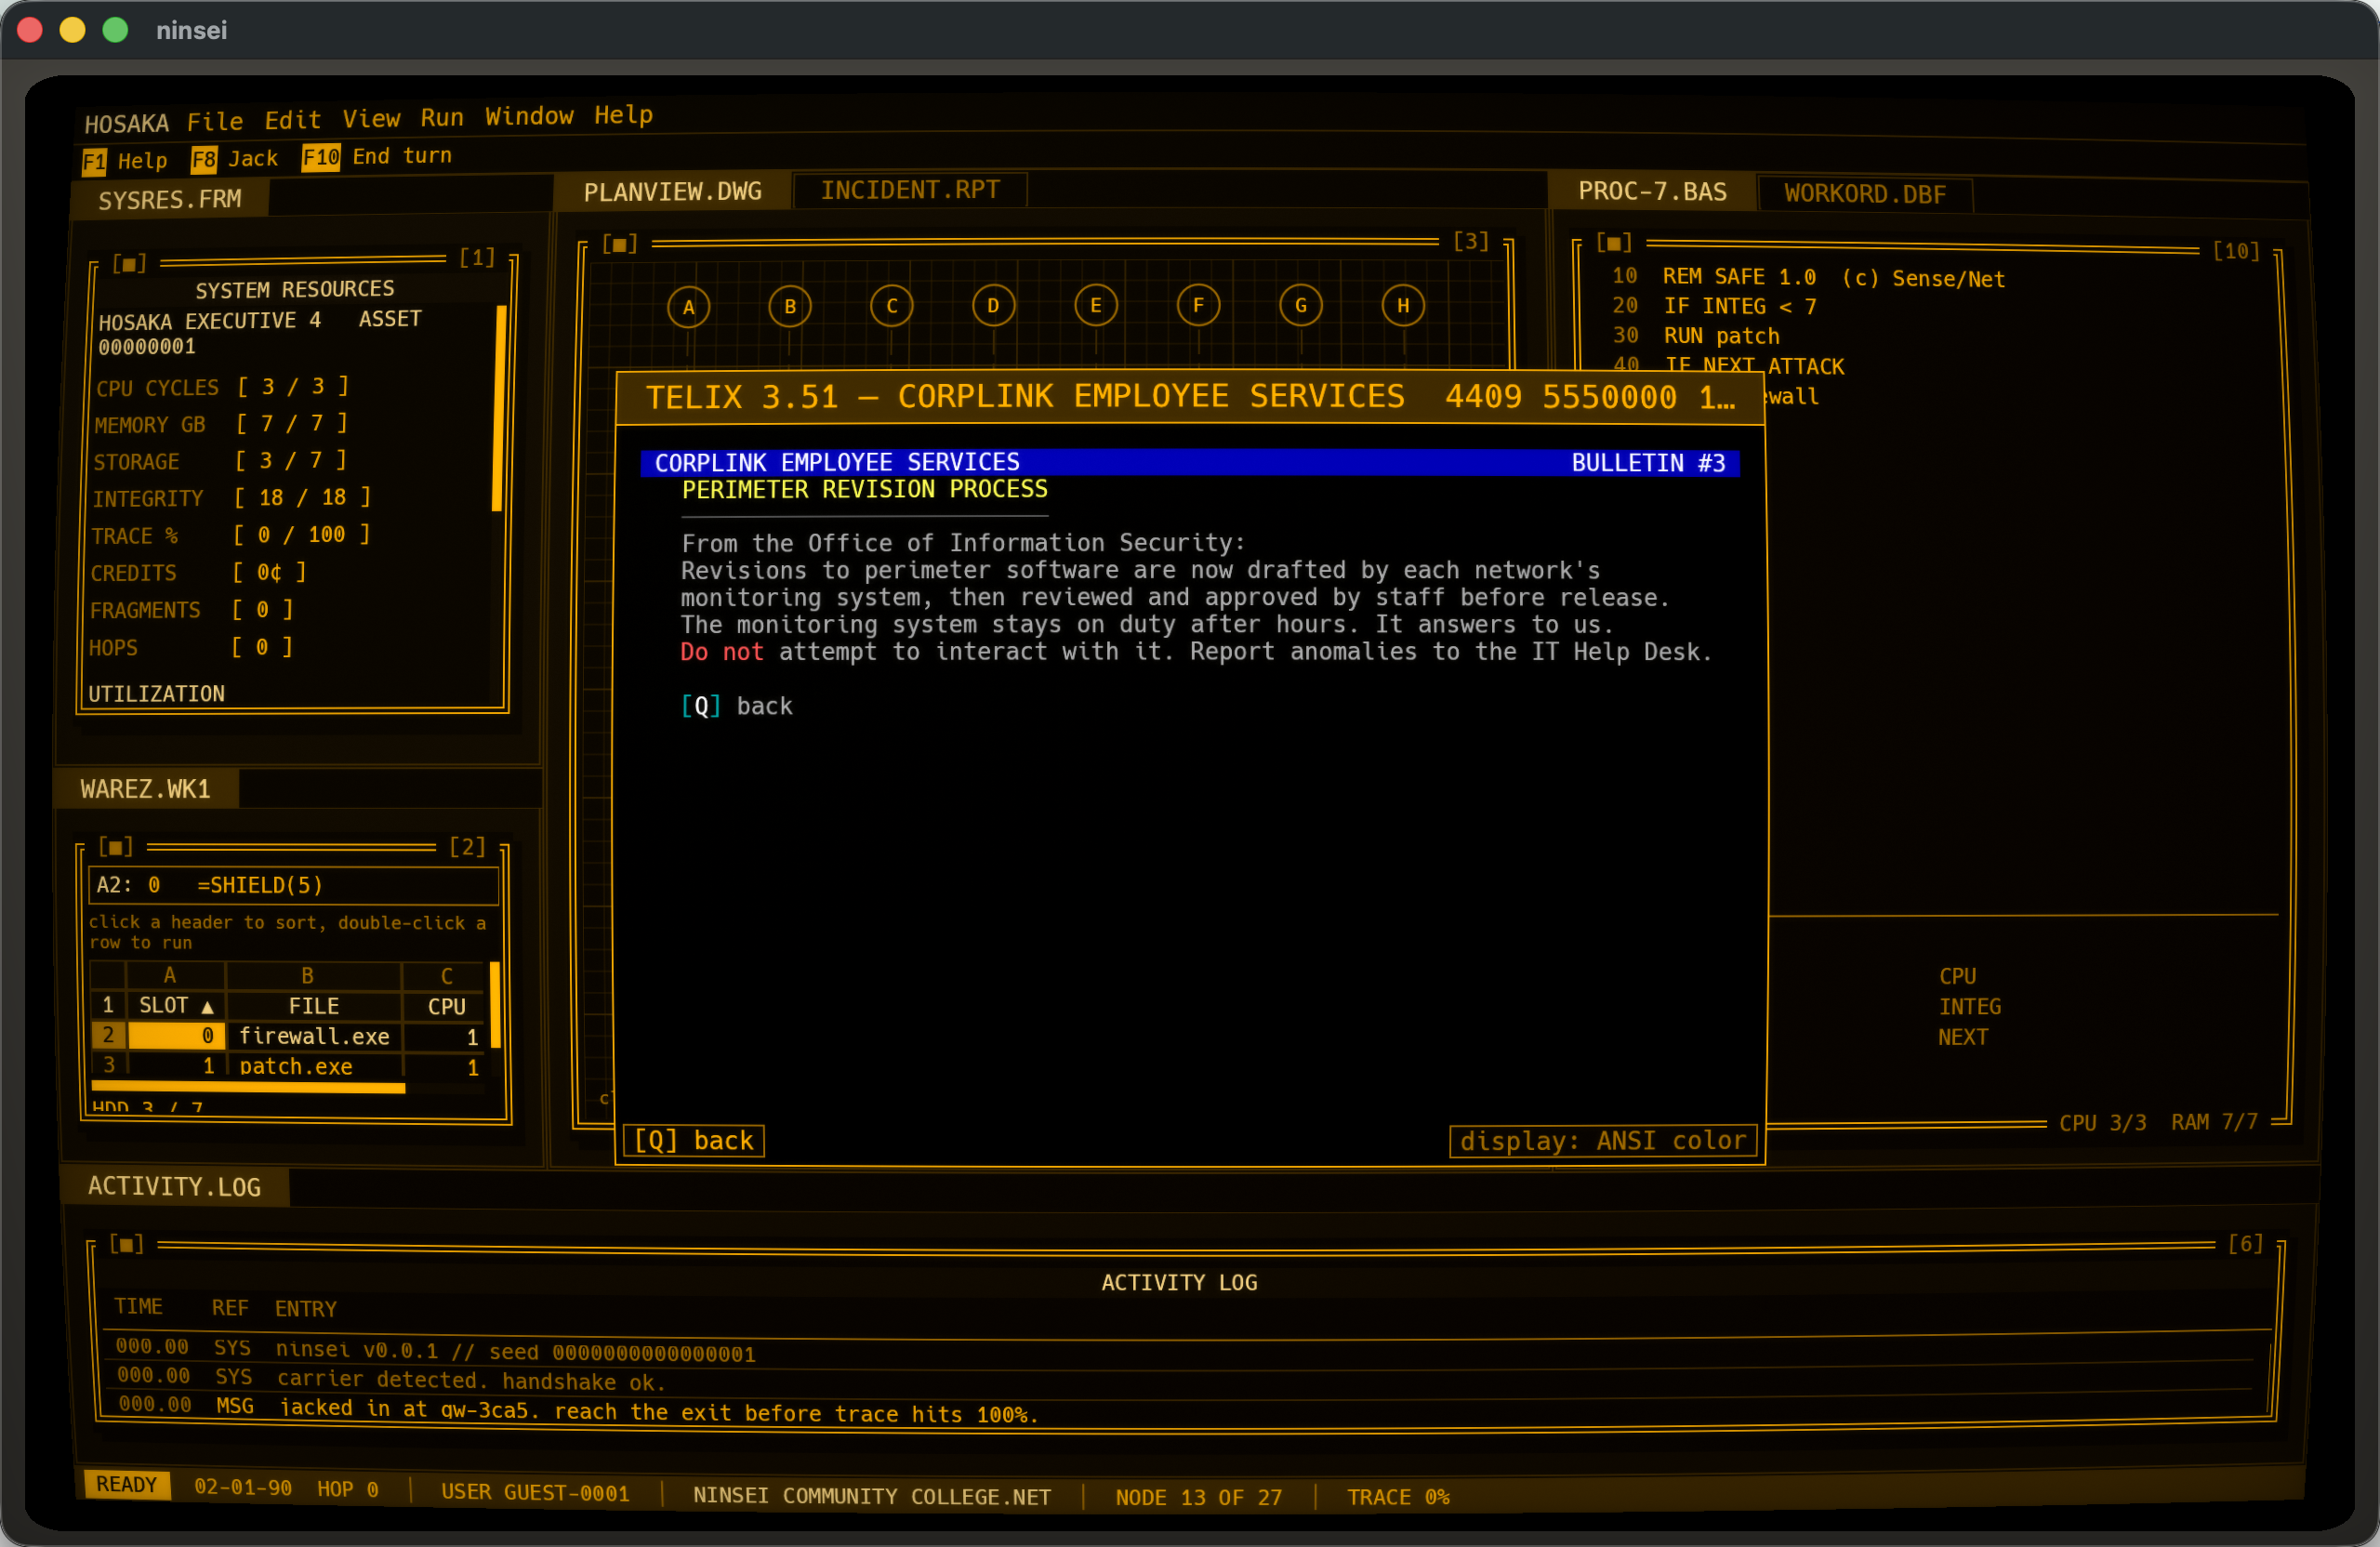 ninsei
HOSAKA File Edit View Run Window Help
F1 Help F8 Jack F10 End turn
SYSRES.FRM
[■] [1]
SYSTEM RESOURCES
HOSAKA EXECUTIVE 4 ASSET
00000001
CPU CYCLES [ 3 / 3 ]
MEMORY GB [ 7 / 7 ]
STORAGE [ 3 / 7 ]
INTEGRITY [ 18 / 18 ]
TRACE % [ 0 / 100 ]
CREDITS [ 0¢ ]
FRAGMENTS [ 0 ]
HOPS [ 0 ]
UTILIZATION
WAREZ.WK1
[■] [2]
A2: 0 =SHIELD(5)
click a header to sort, double-click a
row to run
A B C
1 SLOT ▲ FILE CPU
2 0 firewall.exe 1
3 1 patch.exe 1
HDD 3 / 7
PLANVIEW.DWG INCIDENT.RPT
[■] [3]
A B C D E F G H
PROC-7.BAS WORKORD.DBF
[■] [10]
10 REM SAFE 1.0 (c) Sense/Net
20 IF INTEG < 7
30 RUN patch
40 IF NEXT ATTACK
ewall
CPU
INTEG
NEXT
CPU 3/3 RAM 7/7
TELIX 3.51 — CORPLINK EMPLOYEE SERVICES 4409 5550000 1…
CORPLINK EMPLOYEE SERVICES BULLETIN #3
PERIMETER REVISION PROCESS
From the Office of Information Security:
Revisions to perimeter software are now drafted by each network's
monitoring system, then reviewed and approved by staff before release.
The monitoring system stays on duty after hours. It answers to us.
Do not attempt to interact with it. Report anomalies to the IT Help Desk.
[Q] back
[Q] back display: ANSI color
ACTIVITY.LOG
[■] [6]
ACTIVITY LOG
TIME REF ENTRY
000.00 SYS ninsei v0.0.1 // seed 0000000000000001
000.00 SYS carrier detected. handshake ok.
000.00 MSG jacked in at gw-3ca5. reach the exit before trace hits 100%.
READY 02-01-90 HOP 0 │ USER GUEST-0001 │ NINSEI COMMUNITY COLLEGE.NET │ NODE 13 OF 27 │ TRACE 0%